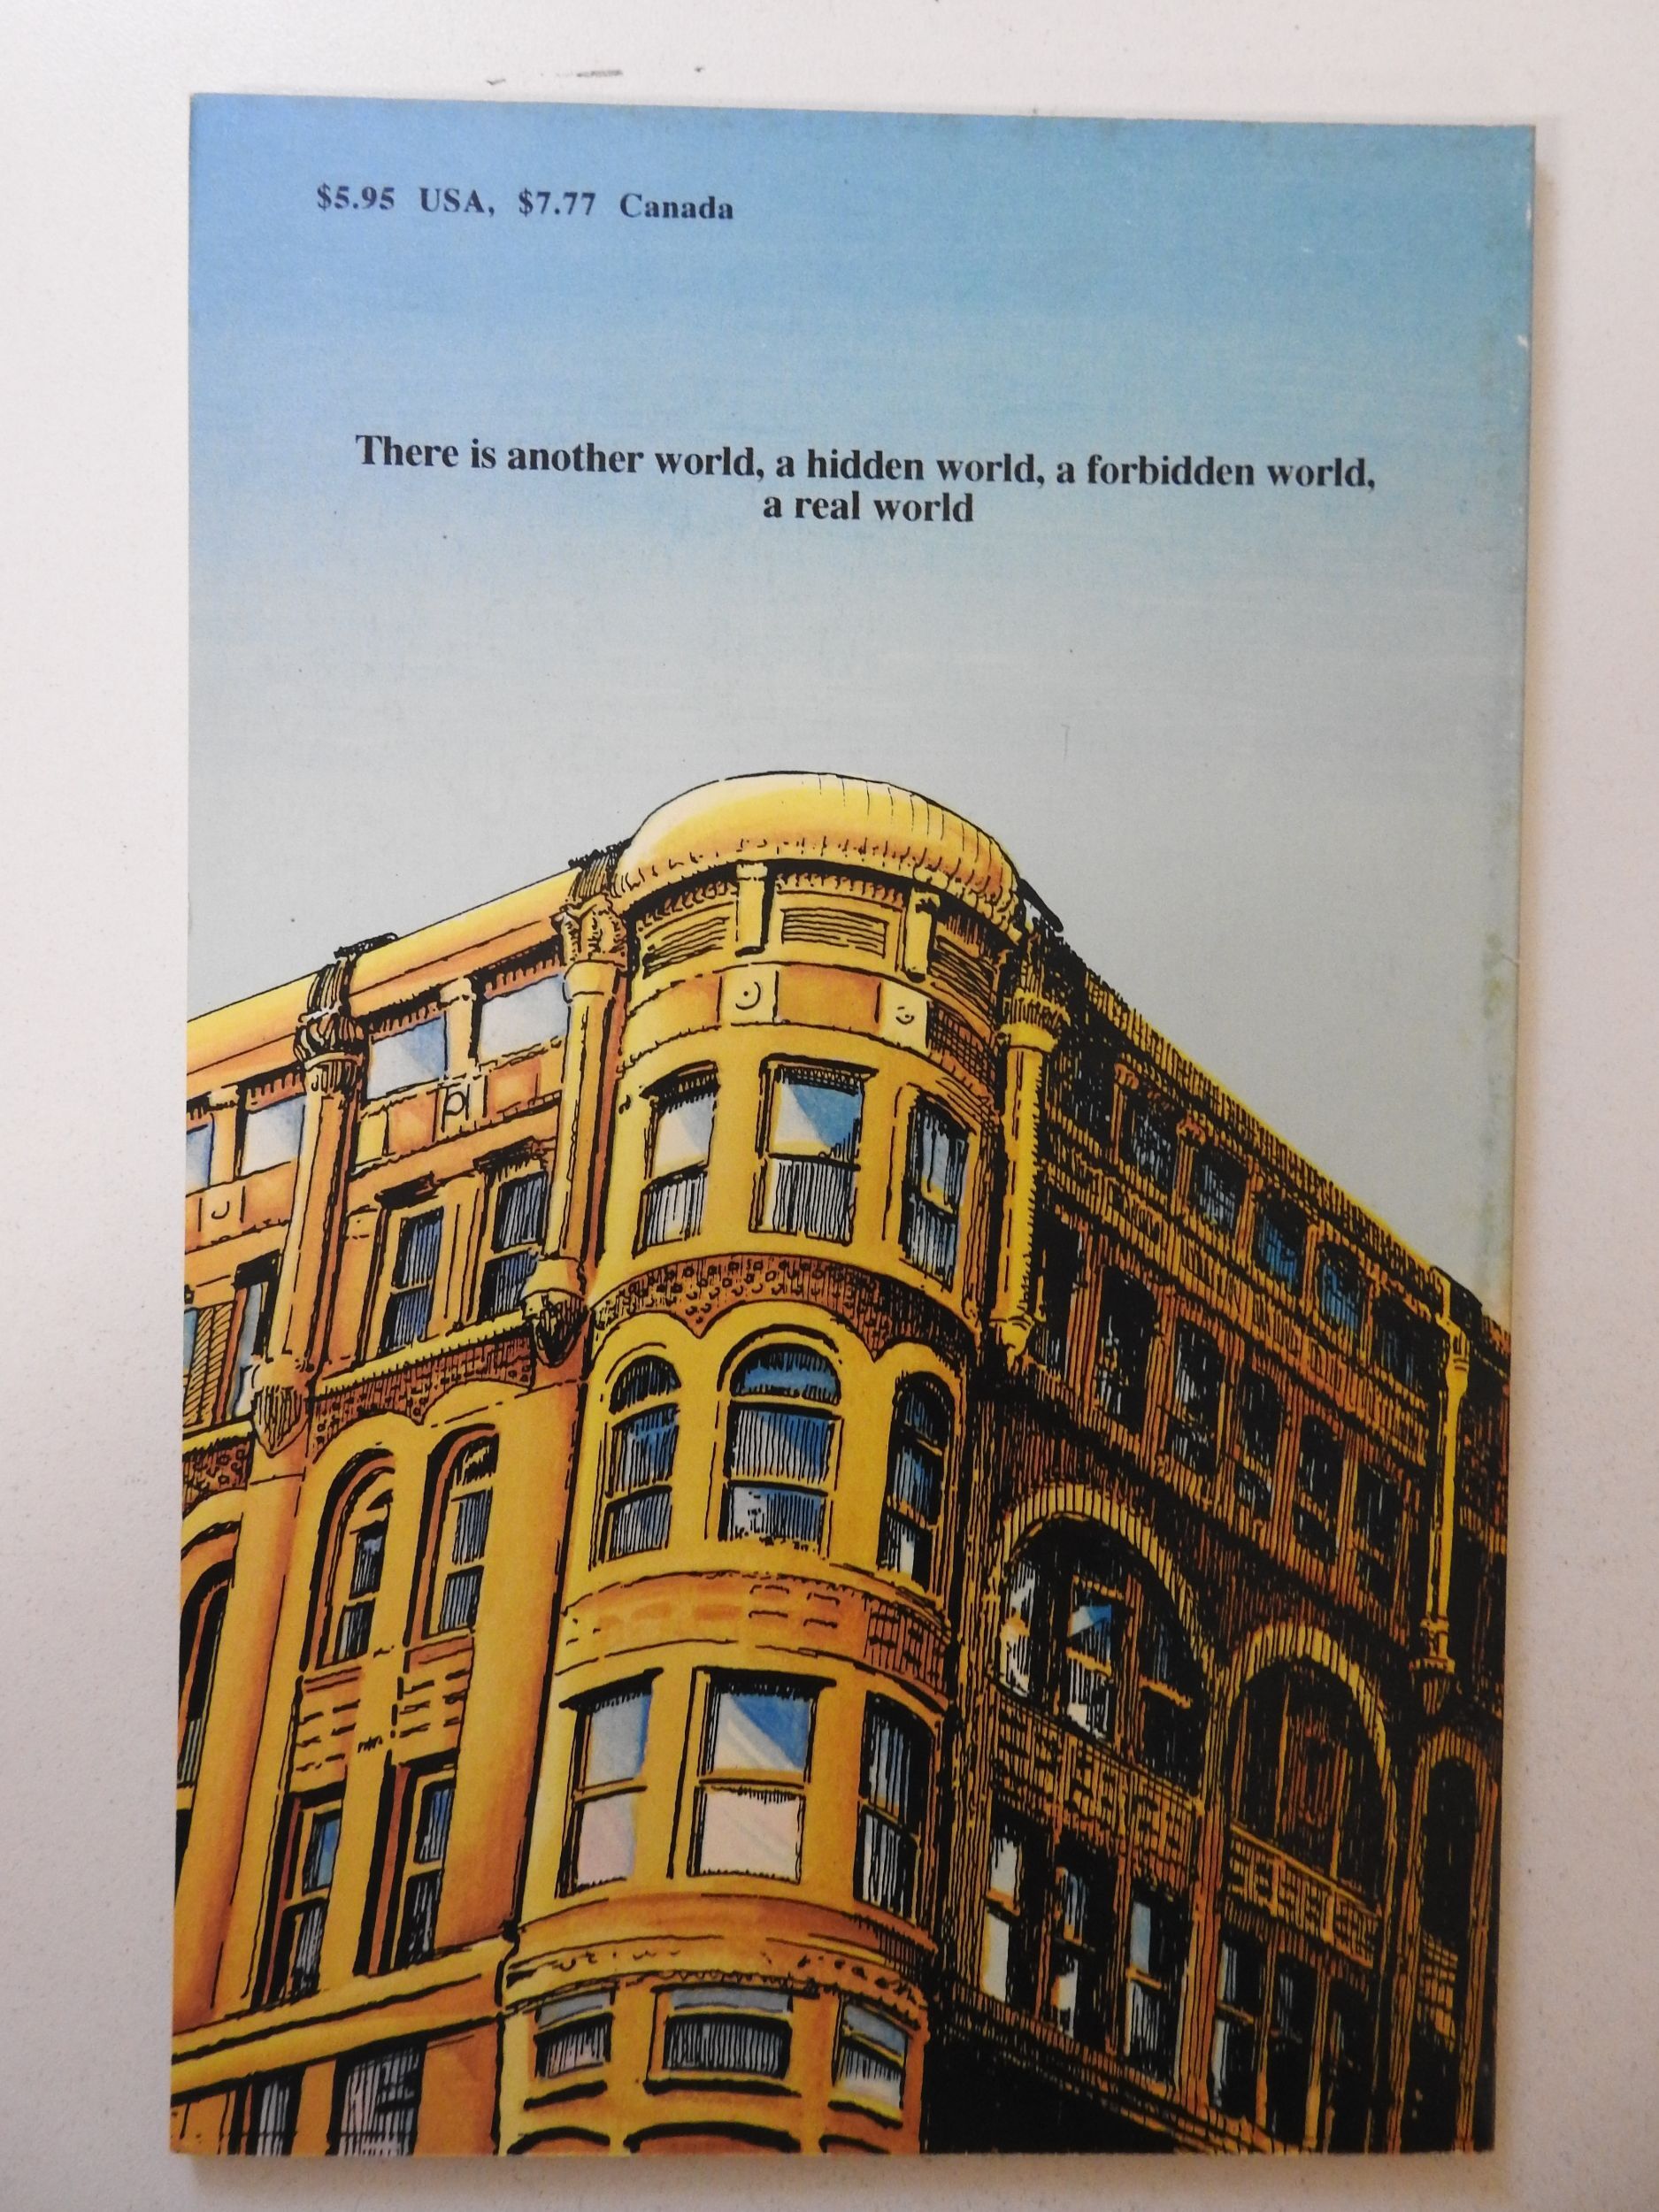 $5.95 USA, $7.77 Canada
There is another world, a hidden world, a forbidden world,
a real world